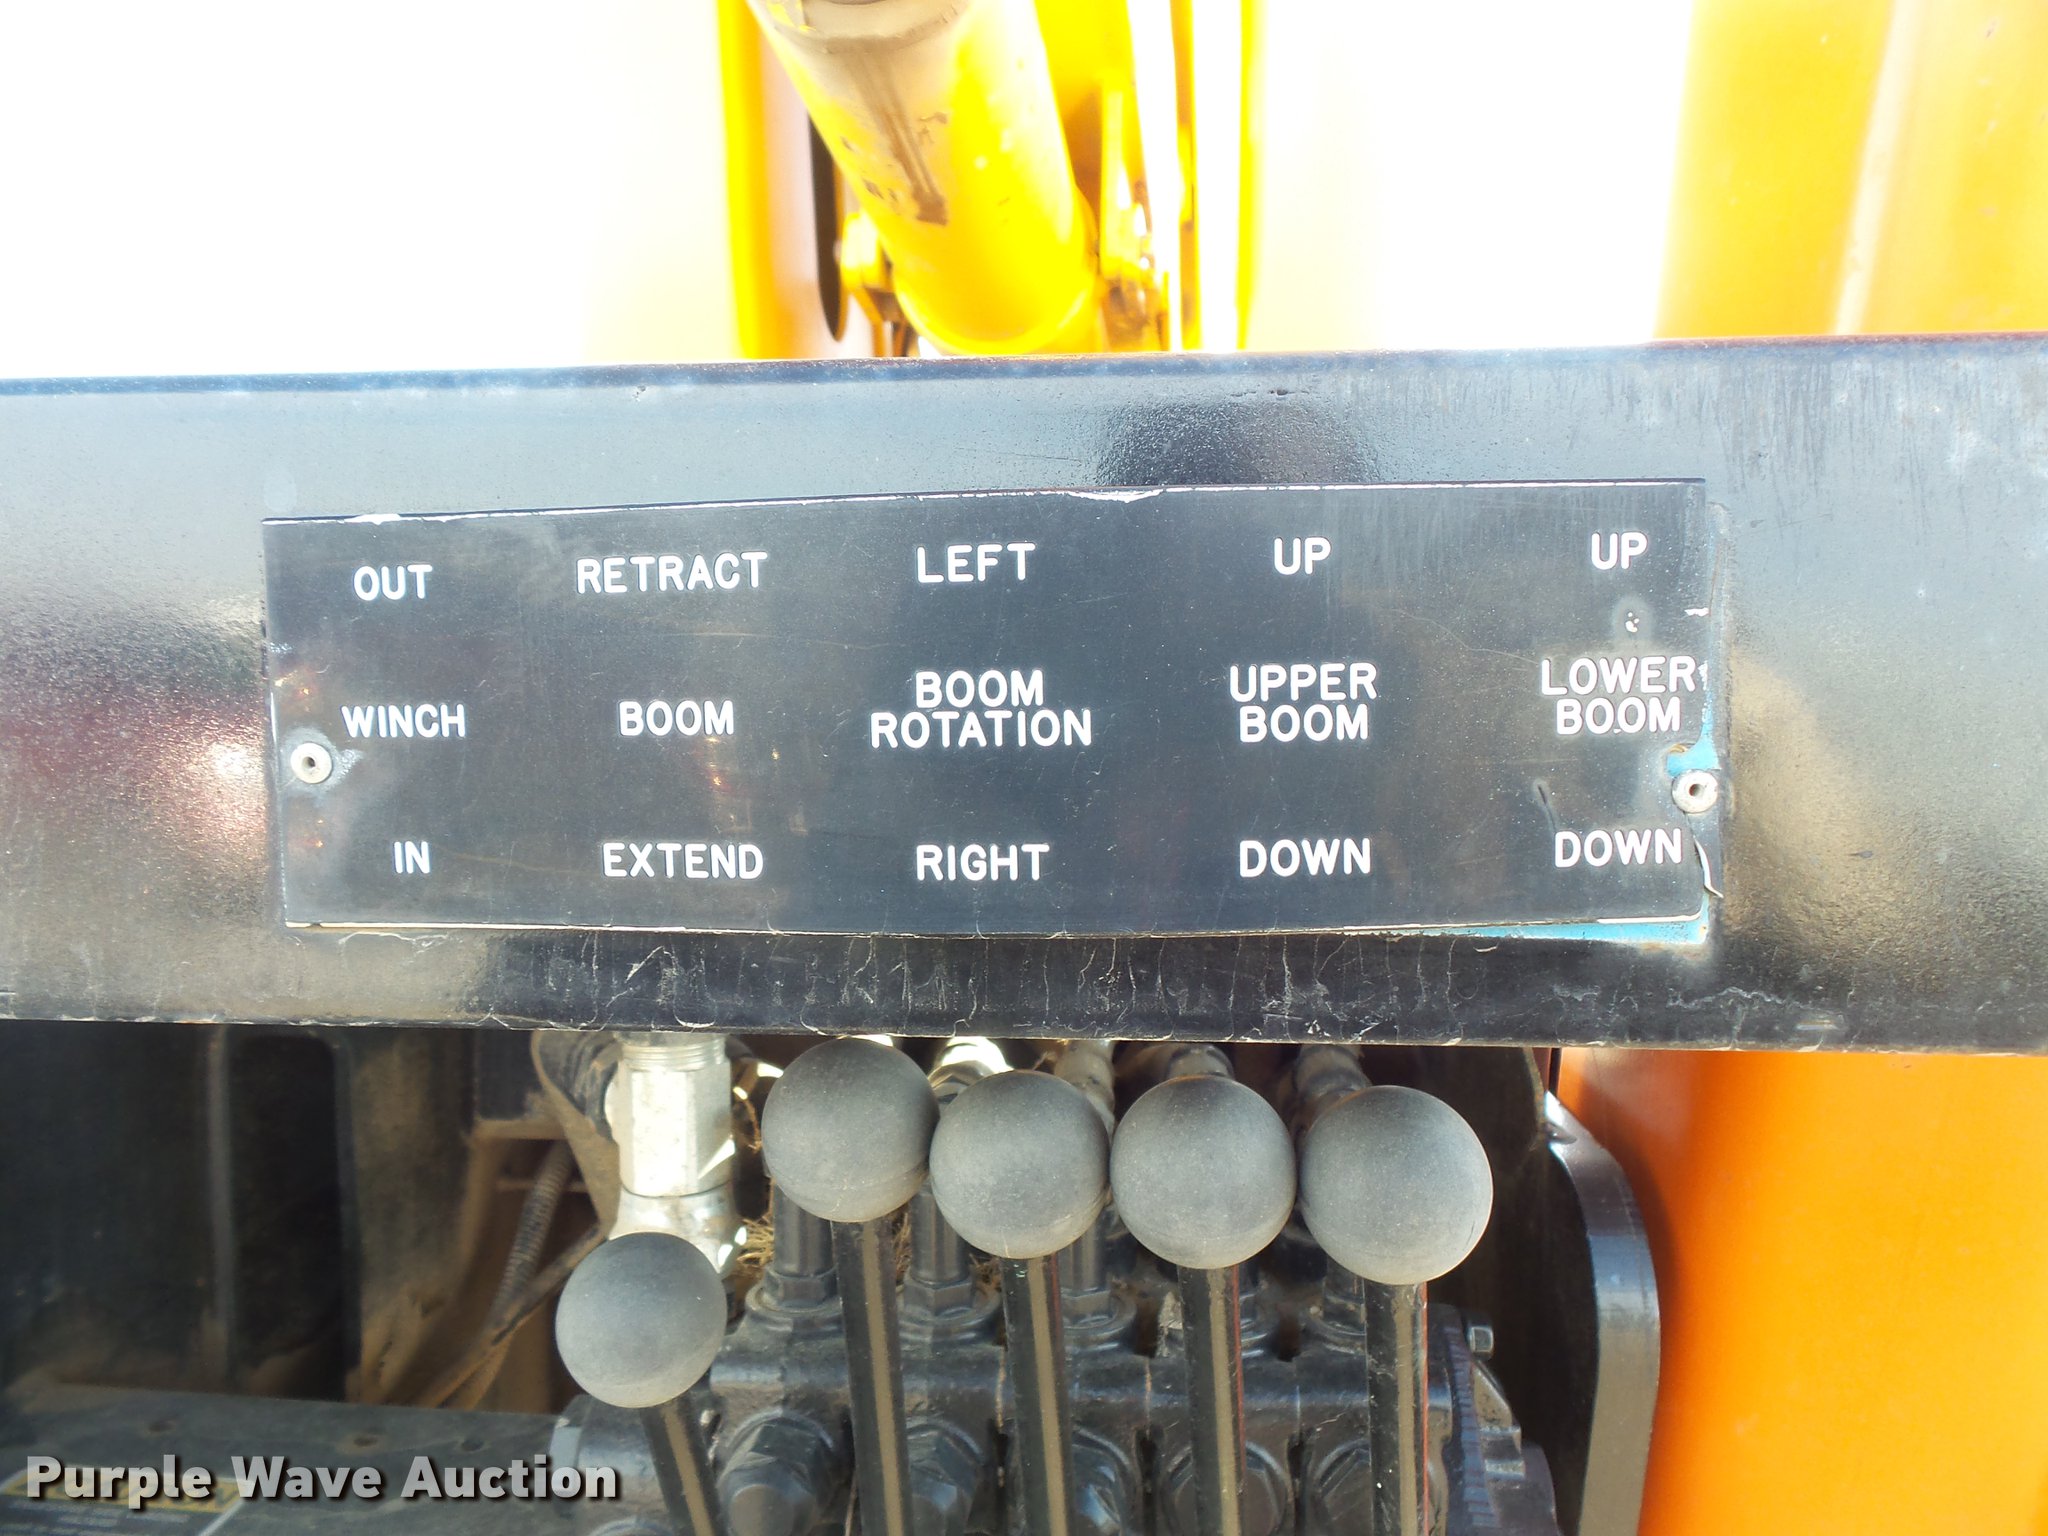 OUT RETRACT LEFT UP UP
WINCH BOOM BOOM ROTATION UPPER BOOM LOWER BOOM
IN EXTEND RIGHT DOWN DOWN
Purple Wave Auction